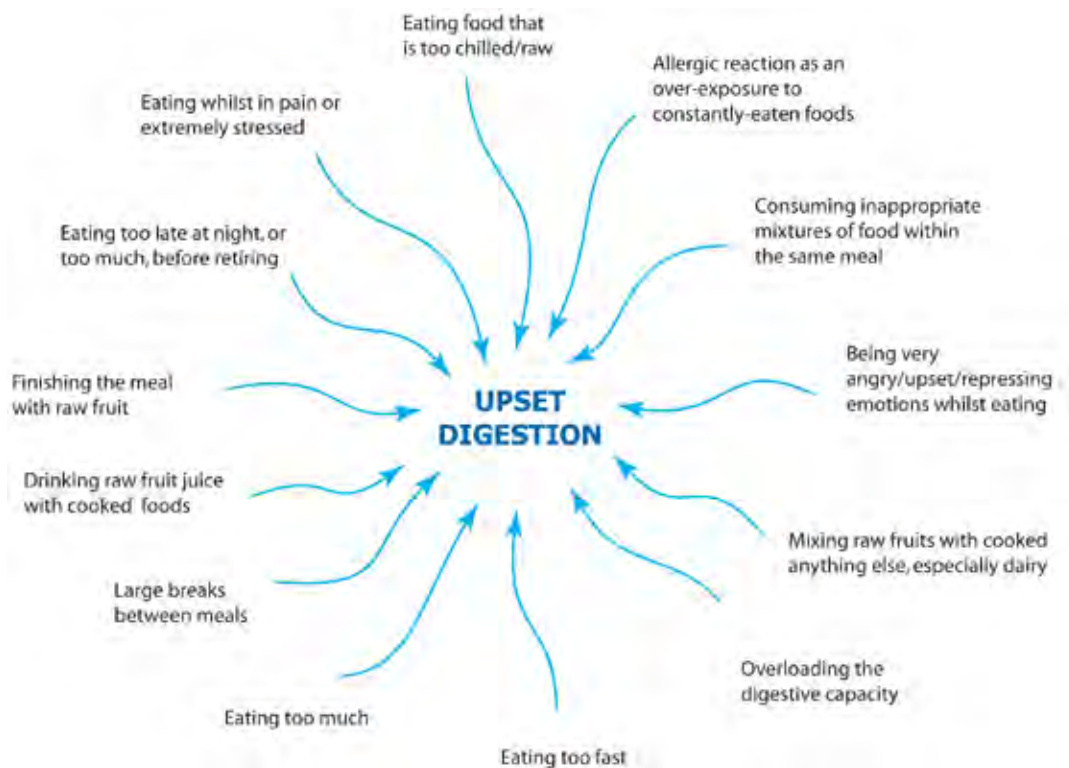 Eating food that
is too chilled/raw
Allergic reaction as an
over-exposure to
constantly-eaten foods
Eating whilst in pain or
extremely stressed
Consuming inappropriate
mixtures of food within
the same meal
Eating too late at night, or
too much, before retiring
Being very
angry/upset/repressing
emotions whilst eating
Finishing the meal
with raw fruit
UPSET
DIGESTION
Drinking raw fruit juice
with cooked foods
Mixing raw fruits with cooked
anything else, especially dairy
Large breaks
between meals
Overloading the
digestive capacity
Eating too much
Eating too fast